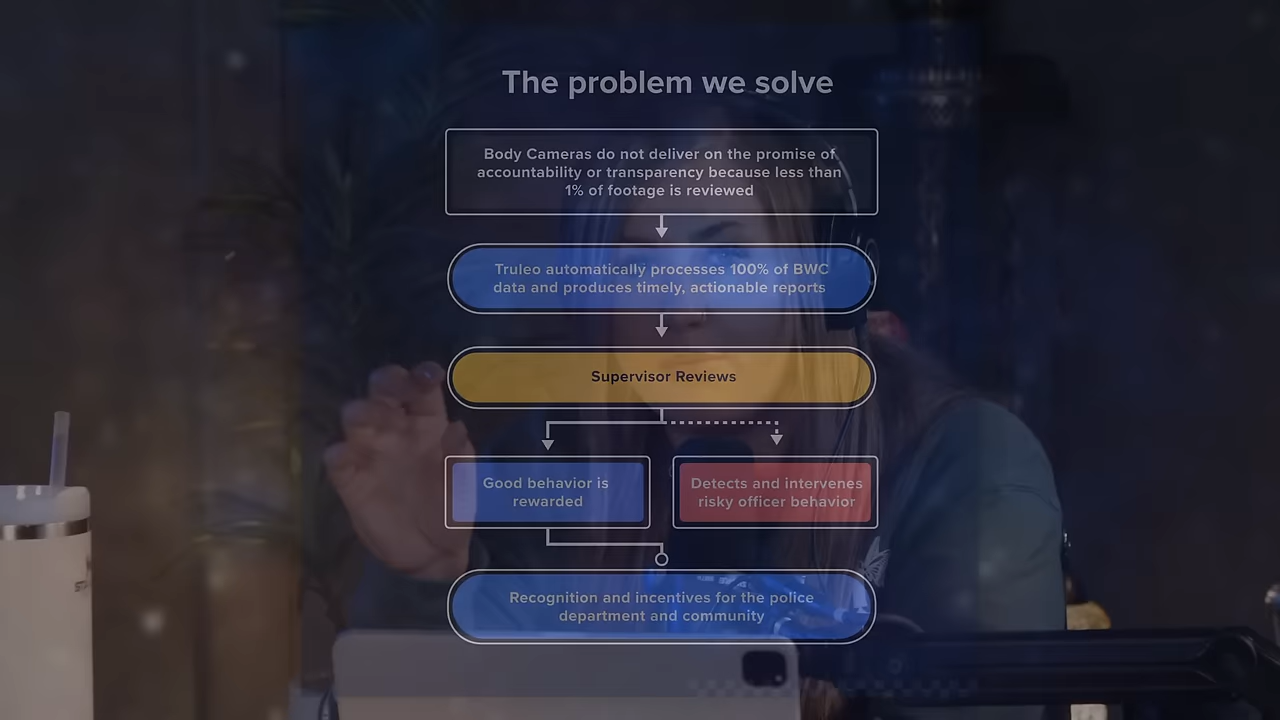 The problem we solve
Body Cameras do not deliver on the promise of
accountability or transparency because less than
1% of footage is reviewed
Truleo automatically processes 100% of BWC
data and produces timely, actionable reports
Supervisor Reviews
Good behavior is
rewarded
Detects and intervenes
risky officer behavior
Recognition and incentives for the police
department and community